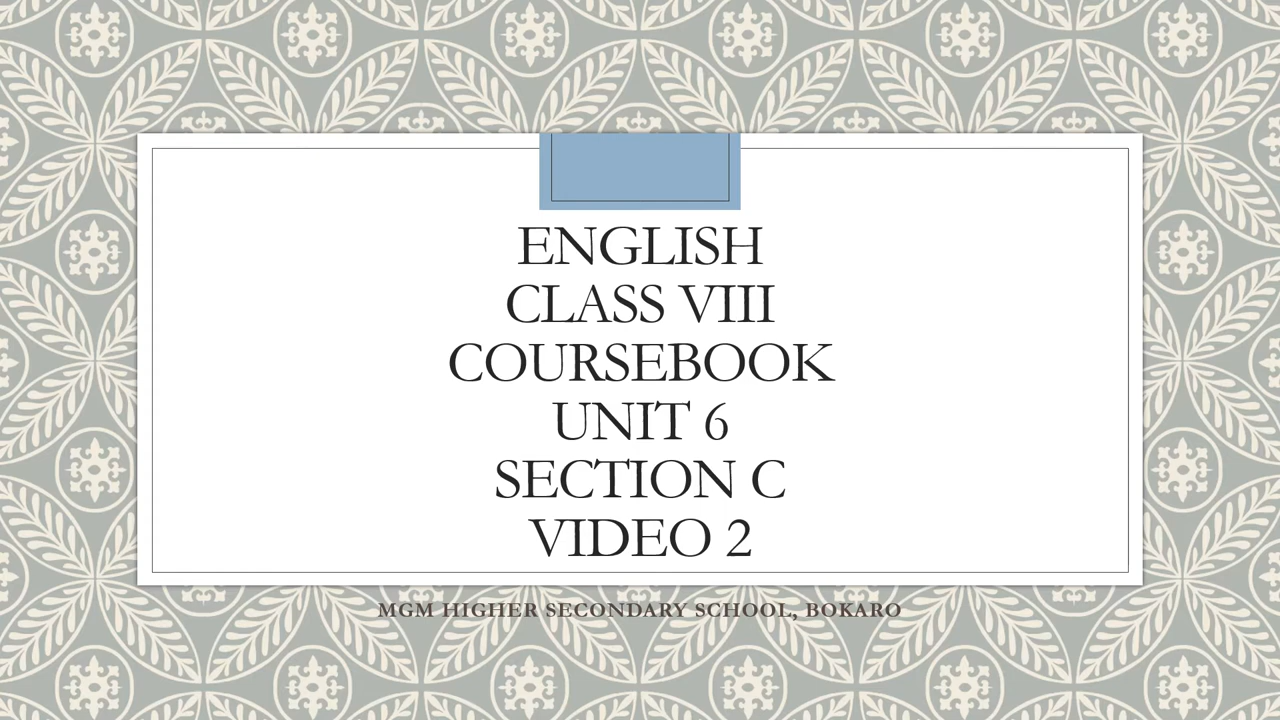 ENGLISH
CLASS VIII
COURSEBOOK
UNIT 6
SECTION C
VIDEO 2
MGM HIGHER SECONDARY SCHOOL, BOKARO